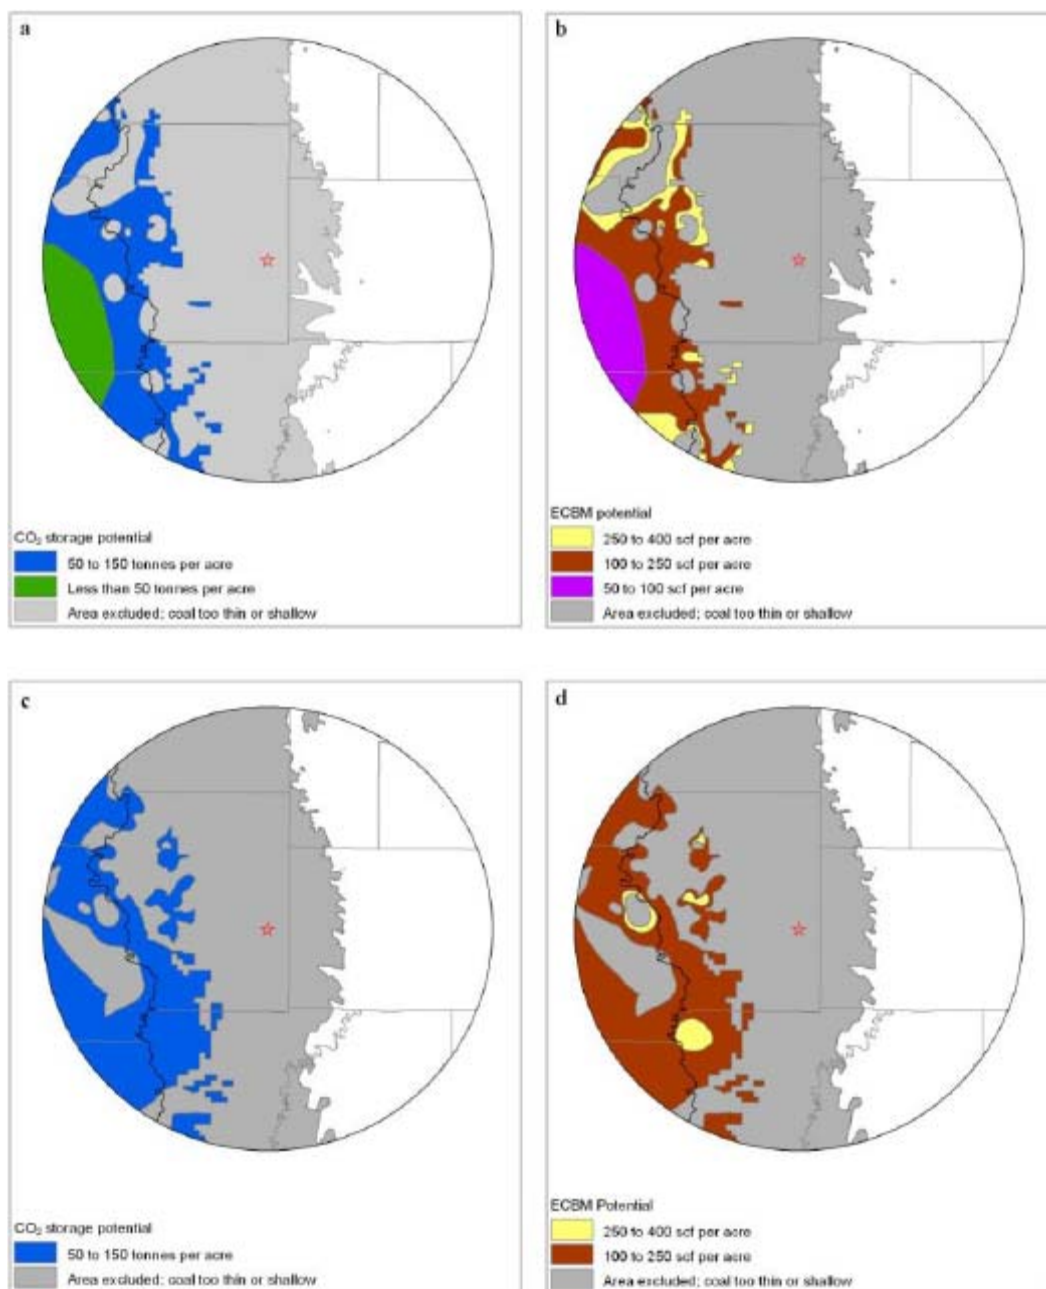 a
b
CO₂ storage potential
50 to 150 tonnes per acre
Less than 50 tonnes per acre
Area excluded; coal too thin or shallow
ECBM potential
250 to 400 scf per acre
100 to 250 scf per acre
50 to 100 scf per acre
Area excluded; coal too thin or shallow
c
d
CO₂ storage potential
50 to 150 tonnes per acre
Area excluded; coal too thin or shallow
ECBM Potential
250 to 400 scf per acre
100 to 250 scf per acre
Area excluded; coal too thin or shallow